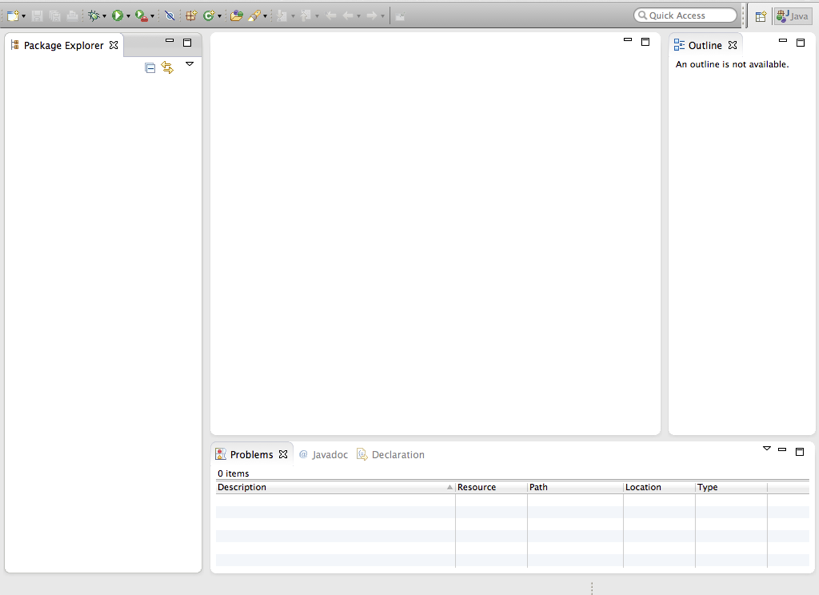 Quick Access
Java
Package Explorer
Outline
An outline is not available.
Problems
@ Javadoc
Declaration
0 items
Description
Resource
Path
Location
Type